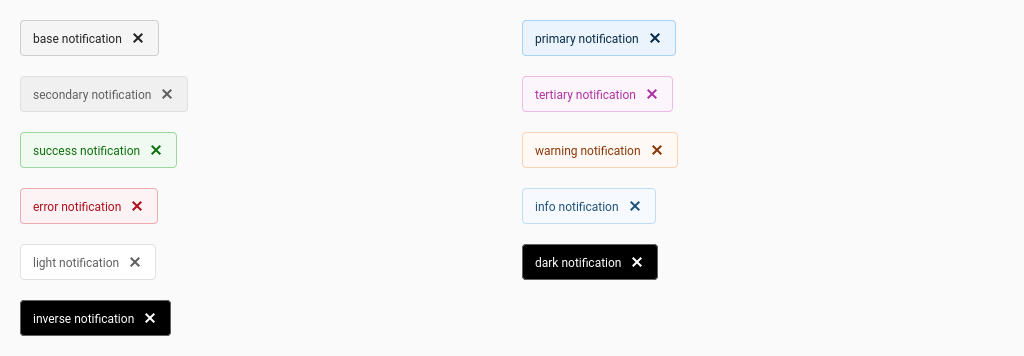 base notification
primary notification
secondary notification
tertiary notification
success notification
warning notification
error notification
info notification
light notification
dark notification
inverse notification